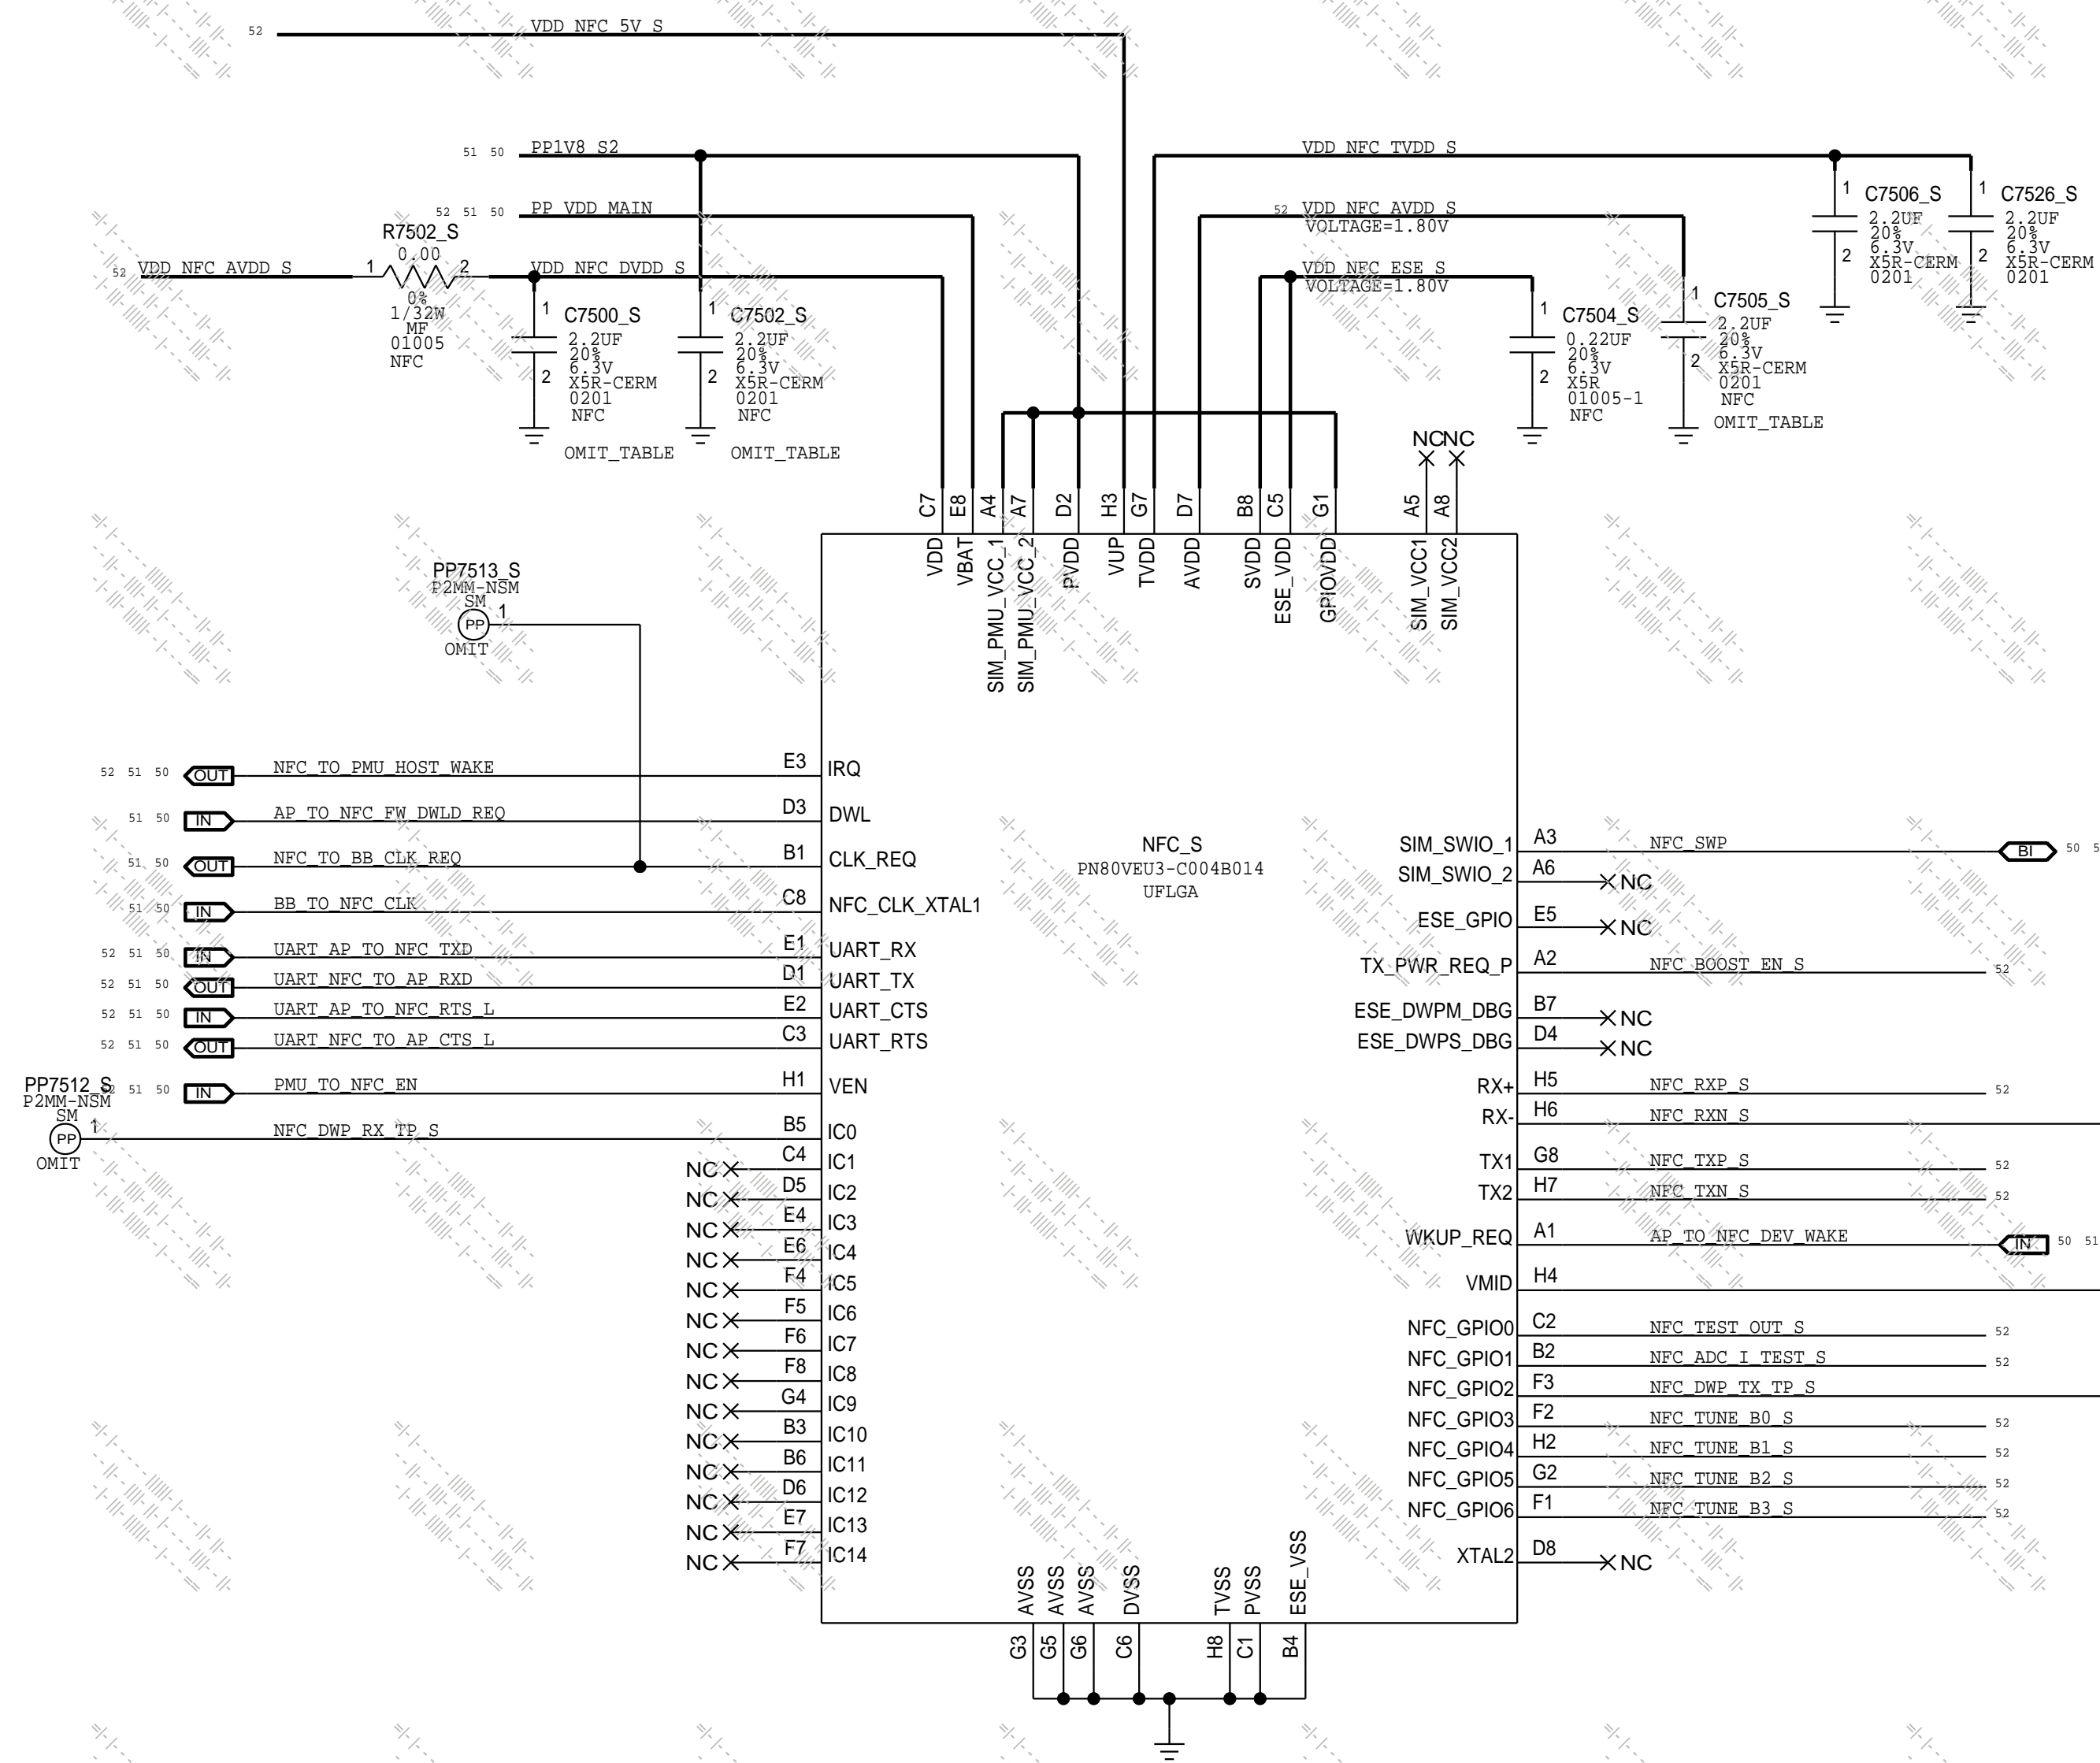 52 VDD_NFC_5V_S
51 50 PP1V8_S2
VDD_NFC_TVDD_S
52 51 50 PP_VDD_MAIN
52 VDD_NFC_AVDD_S
VOLTAGE=1.80V
52 VDD_NFC_AVDD_S
R7502_S
0.00
1 2
0%
1/32W
MF
01005
NFC
VDD_NFC_DVDD_S
VDD_NFC_ESE_S
VOLTAGE=1.80V
1
2
C7500_S
2.2UF
20%
6.3V
X5R-CERM
0201
NFC
OMIT_TABLE
1
2
C7502_S
2.2UF
20%
6.3V
X5R-CERM
0201
NFC
OMIT_TABLE
1
2
C7504_S
0.22UF
20%
6.3V
X5R
01005-1
NFC
1
2
C7505_S
2.2UF
20%
6.3V
X5R-CERM
0201
NFC
OMIT_TABLE
1
2
C7506_S
2.2UF
20%
6.3V
X5R-CERM
0201
1
2
C7526_S
2.2UF
20%
6.3V
X5R-CERM
0201
NC NC
C7 VDD
E8 VBAT
A4 SIM_PMU_VCC_1
A7 SIM_PMU_VCC_2
D2 PVDD
H3 VUP
G7 TVDD
D7 AVDD
B8 SVDD
C5 ESE_VDD
G1 GPIOVDD
A5 SIM_VCC1
A8 SIM_VCC2
PP7513_S
P2MM-NSM
SM
PP 1
OMIT
NFC_S
PN80VEU3-C004B014
UFLGA
52 51 50 OUT NFC_TO_PMU_HOST_WAKE E3 IRQ
51 50 IN AP_TO_NFC_FW_DWLD_REQ D3 DWL
51 50 OUT NFC_TO_BB_CLK_REQ B1 CLK_REQ
51 50 IN BB_TO_NFC_CLK C8 NFC_CLK_XTAL1
52 51 50 IN UART_AP_TO_NFC_TXD E1 UART_RX
52 51 50 OUT UART_NFC_TO_AP_RXD D1 UART_TX
52 51 50 IN UART_AP_TO_NFC_RTS_L E2 UART_CTS
52 51 50 OUT UART_NFC_TO_AP_CTS_L C3 UART_RTS
52 51 50 IN PMU_TO_NFC_EN H1 VEN
PP7512_S
P2MM-NSM
SM
PP 1
OMIT
NFC_DWP_RX_TP_S B5 IC0
NC C4 IC1
NC D5 IC2
NC E4 IC3
NC E6 IC4
NC F4 IC5
NC F5 IC6
NC F6 IC7
NC F8 IC8
NC G4 IC9
NC B3 IC10
NC B6 IC11
NC D6 IC12
NC E7 IC13
NC F7 IC14
SIM_SWIO_1 A3 NFC_SWP BI 50
SIM_SWIO_2 A6 NC
ESE_GPIO E5 NC
TX_PWR_REQ_P A2 NFC_BOOST_EN_S 52
ESE_DWPM_DBG B7 NC
ESE_DWPS_DBG D4 NC
RX+ H5 NFC_RXP_S 52
RX- H6 NFC_RXN_S
TX1 G8 NFC_TXP_S 52
TX2 H7 NFC_TXN_S 52
WKUP_REQ A1 AP_TO_NFC_DEV_WAKE IN 50 51
VMID H4
NFC_GPIO0 C2 NFC_TEST_OUT_S 52
NFC_GPIO1 B2 NFC_ADC_I_TEST_S 52
NFC_GPIO2 F3 NFC_DWP_TX_TP_S
NFC_GPIO3 F2 NFC_TUNE_B0_S 52
NFC_GPIO4 H2 NFC_TUNE_B1_S 52
NFC_GPIO5 G2 NFC_TUNE_B2_S 52
NFC_GPIO6 F1 NFC_TUNE_B3_S 52
XTAL2 D8 NC
AVSS G3
AVSS G5
AVSS G6
DVSS C6
TVSS H8
PVSS C1
ESE_VSS B4